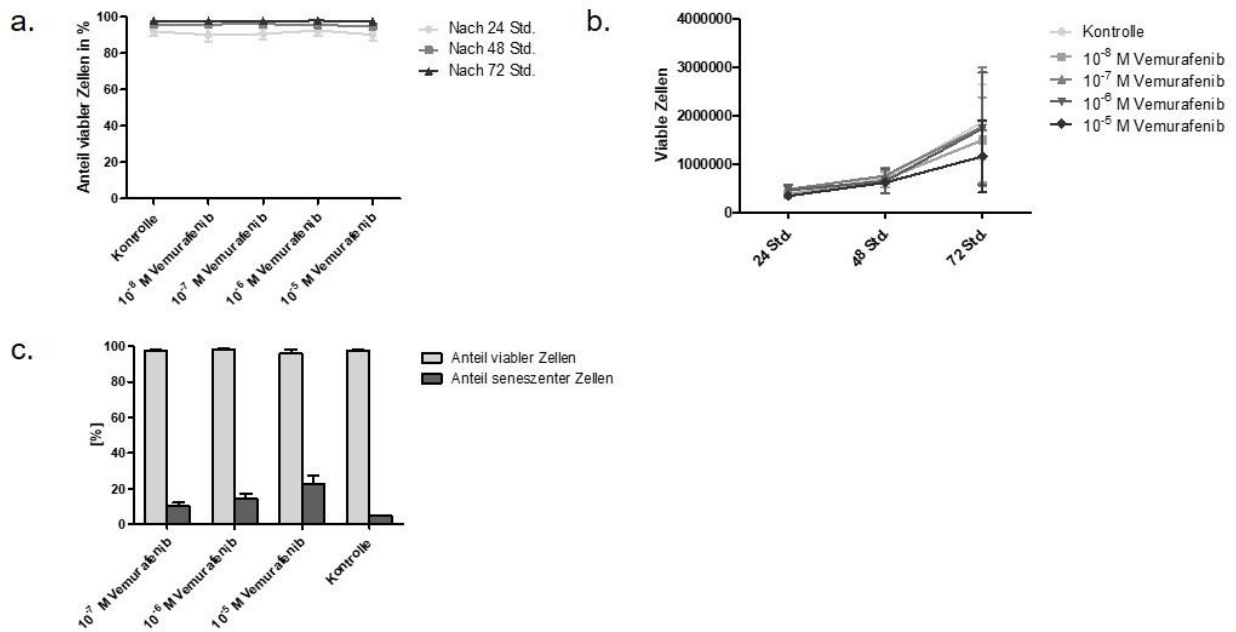 a.
Anteil viabler Zellen in %
100
80
60
40
20
0
Kontrolle
10⁻⁸ M Vemurafenib
10⁻⁷ M Vemurafenib
10⁻⁶ M Vemurafenib
10⁻⁵ M Vemurafenib
Nach 24 Std.
Nach 48 Std.
Nach 72 Std.
b.
Viable Zellen
4000000
3000000
2000000
1000000
0
24 Std.
48 Std.
72 Std.
Kontrolle
10⁻⁸ M Vemurafenib
10⁻⁷ M Vemurafenib
10⁻⁶ M Vemurafenib
10⁻⁵ M Vemurafenib
c.
[%]
100
80
60
40
20
0
10⁻⁷ M Vemurafenib
10⁻⁶ M Vemurafenib
10⁻⁵ M Vemurafenib
Kontrolle
Anteil viabler Zellen
Anteil seneszenter Zellen